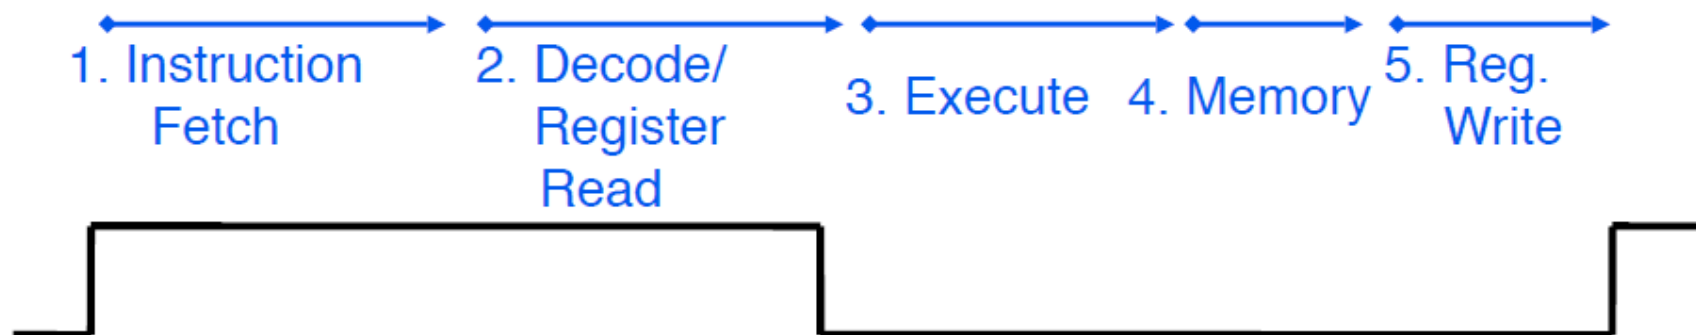 1. Instruction
Fetch
2. Decode/
Register
Read
3. Execute
4. Memory
5. Reg.
Write